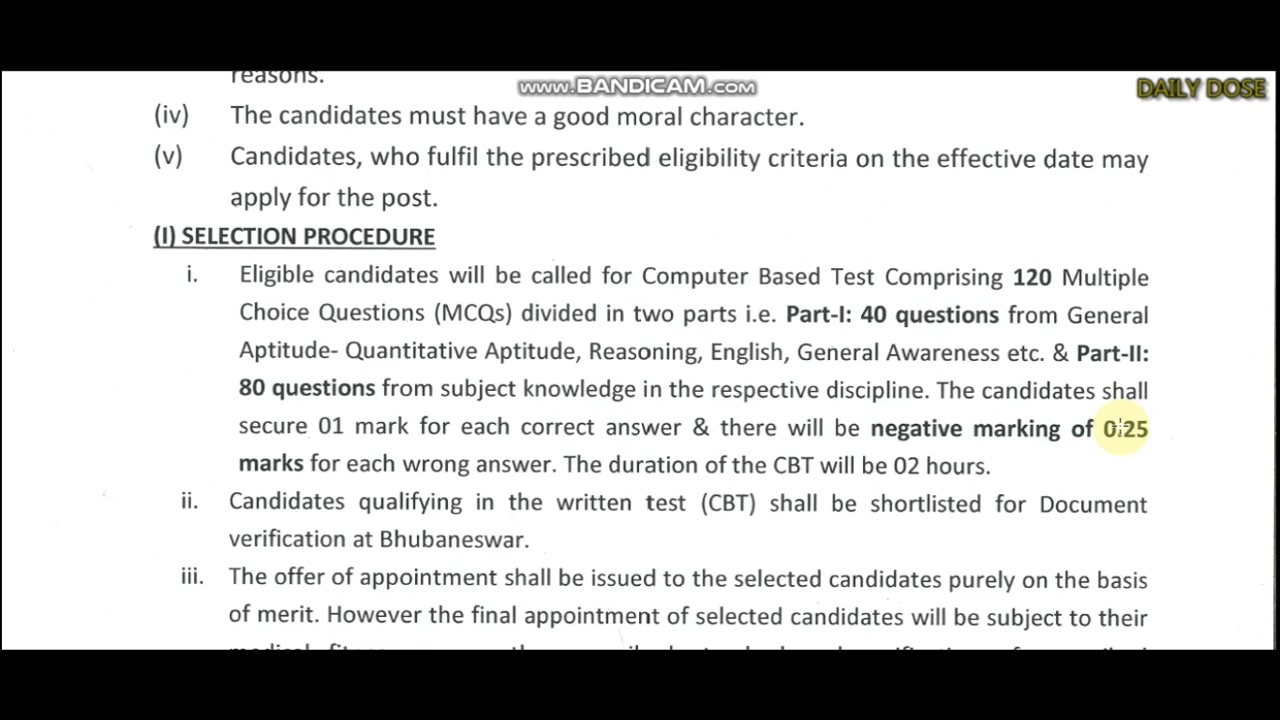 reasons.
www.BANDICAM.com
DAILY DOSE
(iv) The candidates must have a good moral character.
(v) Candidates, who fulfil the prescribed eligibility criteria on the effective date may
apply for the post.
(I) SELECTION PROCEDURE
i. Eligible candidates will be called for Computer Based Test Comprising 120 Multiple
Choice Questions (MCQs) divided in two parts i.e. Part-I: 40 questions from General
Aptitude- Quantitative Aptitude, Reasoning, English, General Awareness etc. & Part-II:
80 questions from subject knowledge in the respective discipline. The candidates shall
secure 01 mark for each correct answer & there will be negative marking of 0.25
marks for each wrong answer. The duration of the CBT will be 02 hours.
ii. Candidates qualifying in the written test (CBT) shall be shortlisted for Document
verification at Bhubaneswar.
iii. The offer of appointment shall be issued to the selected candidates purely on the basis
of merit. However the final appointment of selected candidates will be subject to their